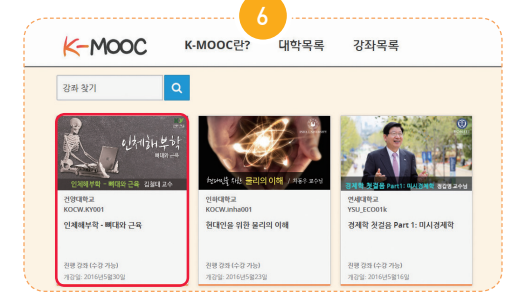 6
K-MOOC
K-MOOC란? 대학목록 강좌목록
강좌 찾기
인체해부학
뼈대와 근육
인체해부학 - 뼈대와 근육 김철태 교수
건양대학교
KOCW.KY001
인체해부학 - 뼈대와 근육
진행 강좌 (수강 가능)
개강일: 2016년5월30일
현대인을 위한 물리의 이해 / 차동우 교수님
인하대학교
KOCW.inha001
현대인을 위한 물리의 이해
진행 강좌 (수강 가능)
개강일: 2016년5월23일
경제학 첫걸음 Part1: 미시경제학
연세대학교
YSU_ECO01k
경제학 첫걸음 Part 1: 미시경제학
진행 강좌 (수강 가능)
개강일: 2016년5월16일